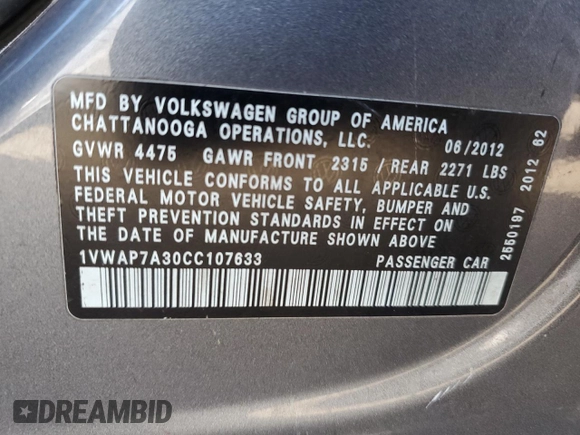 MFD BY VOLKSWAGEN GROUP OF AMERICA
CHATTANOOGA OPERATIONS, LLC. 06/2012
GVWR 4475 GAWR FRONT 2315 / REAR 2271 LBS
THIS VEHICLE CONFORMS TO ALL APPLICABLE U.S.
FEDERAL MOTOR VEHICLE SAFETY, BUMPER AND
THEFT PREVENTION STANDARDS IN EFFECT ON
THE DATE OF MANUFACTURE SHOWN ABOVE
1VWAP7A30CC107633 PASSENGER CAR
2550197 2012 62
DREAMBID